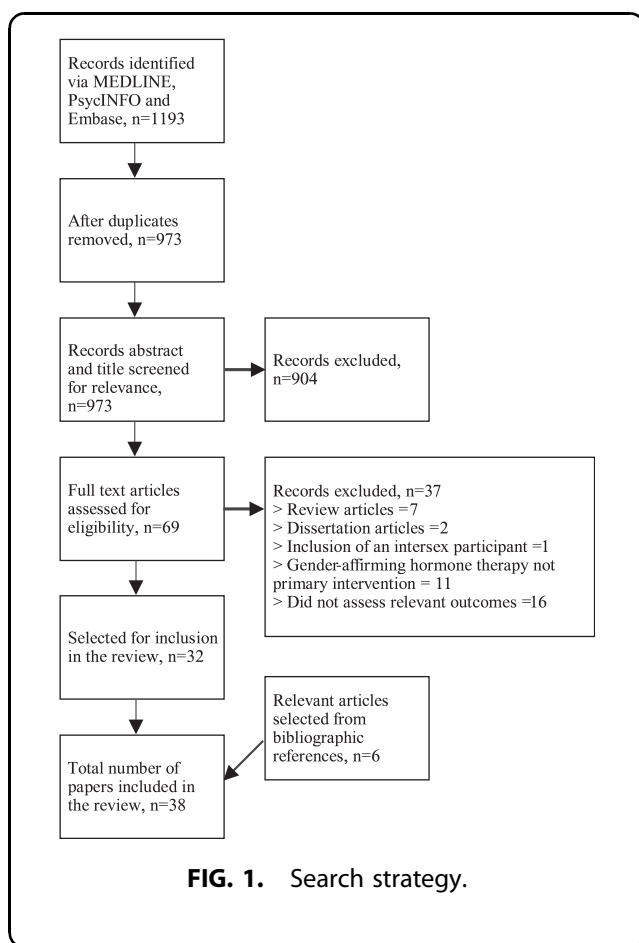 Records identified
via MEDLINE,
PsycINFO and
Embase, n=1193
After duplicates
removed, n=973
Records abstract
and title screened
for relevance,
n=973
Records excluded,
n=904
Full text articles
assessed for
eligibility, n=69
Records excluded, n=37
> Review articles =7
> Dissertation articles =2
> Inclusion of an intersex participant =1
> Gender-affirming hormone therapy not
primary intervention = 11
> Did not assess relevant outcomes =16
Selected for inclusion
in the review, n=32
Relevant articles
selected from
bibliographic
references, n=6
Total number of
papers included in
the review, n=38
FIG. 1. Search strategy.